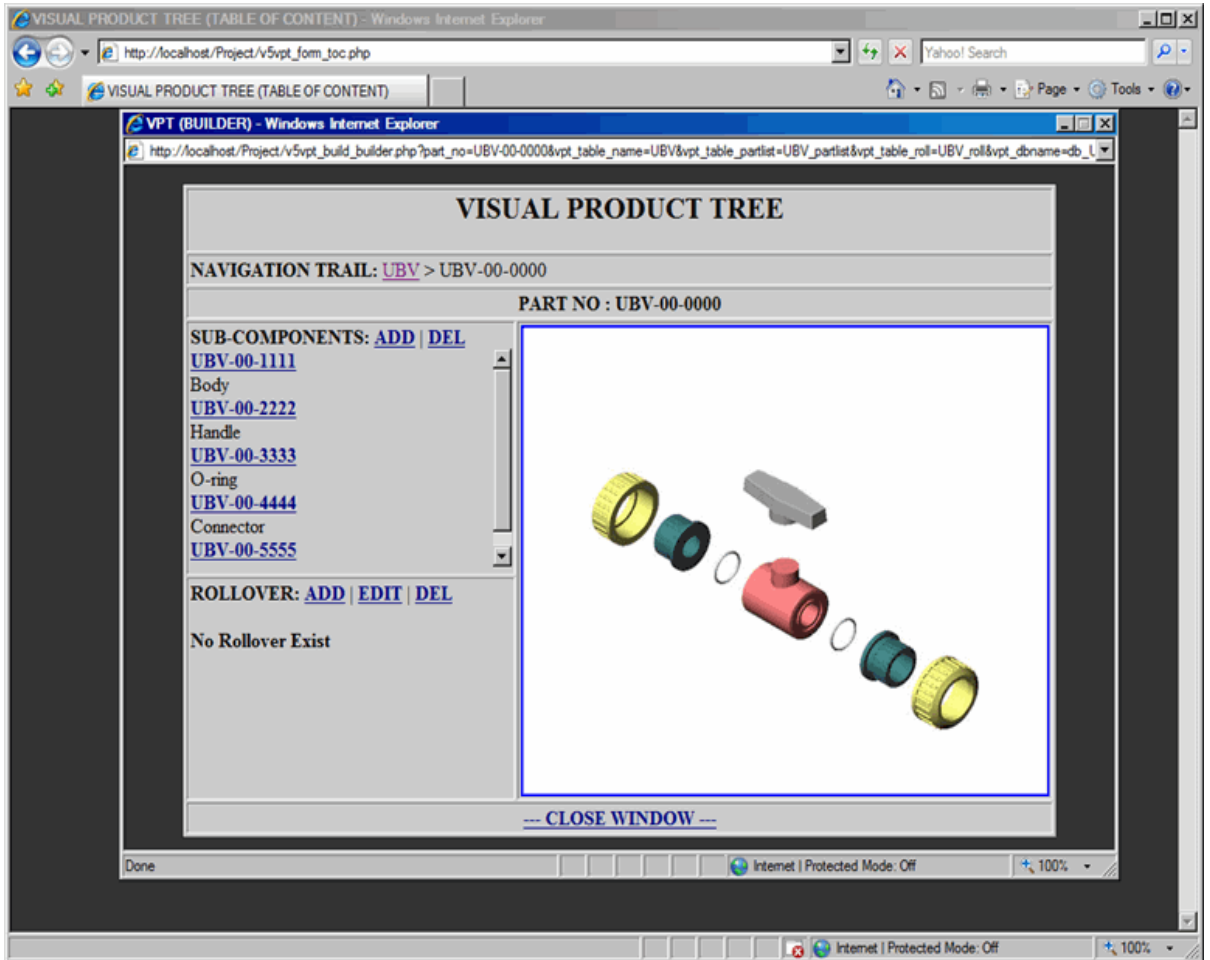 VISUAL PRODUCT TREE (TABLE OF CONTENT) - Windows Internet Explorer
http://localhost/Project/v5vpt_form_toc.php
Yahoo! Search
VISUAL PRODUCT TREE (TABLE OF CONTENT)
Page
Tools
VPT (BUILDER) - Windows Internet Explorer
http://localhost/Project/v5vpt_build_builder.php?part_no=UBV-00-0000&vpt_table_name=UBV&vpt_table_partlist=UBV_partlist&vpt_table_roll=UBV_roll&vpt_dbname=db_U
VISUAL PRODUCT TREE
NAVIGATION TRAIL: UBV > UBV-00-0000
PART NO : UBV-00-0000
SUB-COMPONENTS: ADD | DEL
UBV-00-1111
Body
UBV-00-2222
Handle
UBV-00-3333
O-ring
UBV-00-4444
Connector
UBV-00-5555
ROLLOVER: ADD | EDIT | DEL
No Rollover Exist
--- CLOSE WINDOW ---
Done
Internet | Protected Mode: Off
100%
Internet | Protected Mode: Off
100%